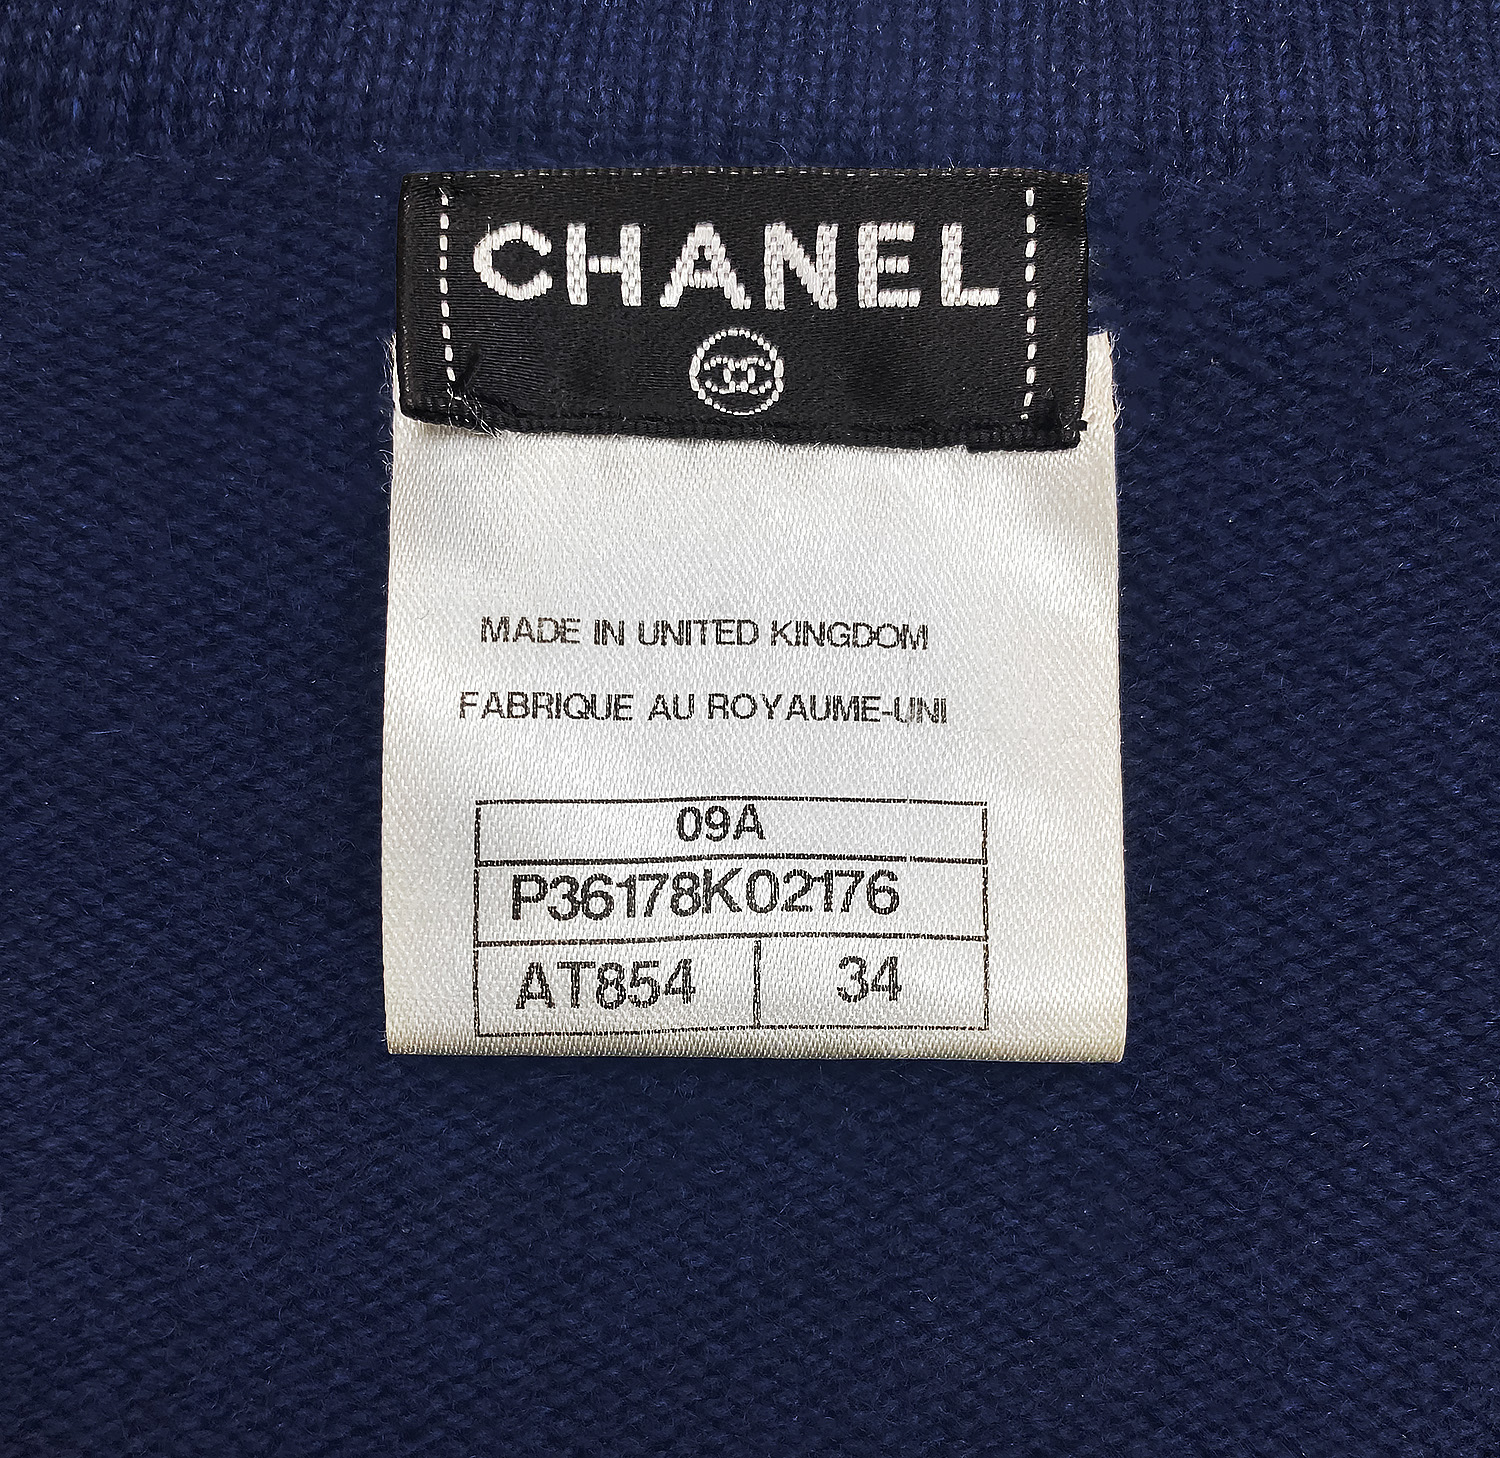 CHANEL
MADE IN UNITED KINGDOM
FABRIQUE AU ROYAUME-UNI
09A
P36178K02176
AT854 34